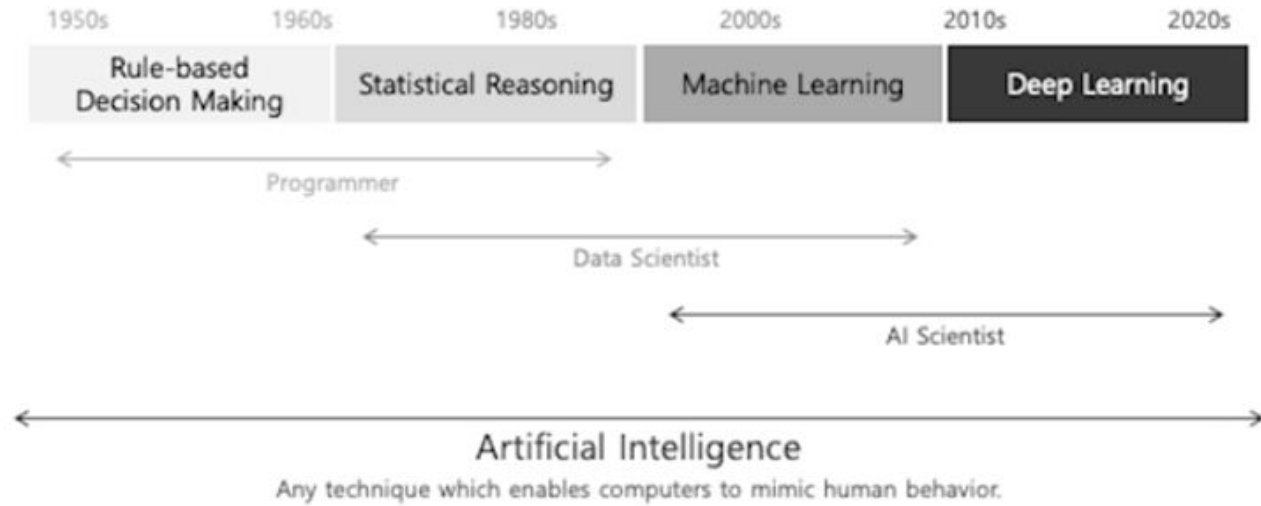 1950s 1960s 1980s 2000s 2010s 2020s
Rule-based
Decision Making
Statistical Reasoning
Machine Learning
Deep Learning
Programmer
Data Scientist
AI Scientist
Artificial Intelligence
Any technique which enables computers to mimic human behavior.